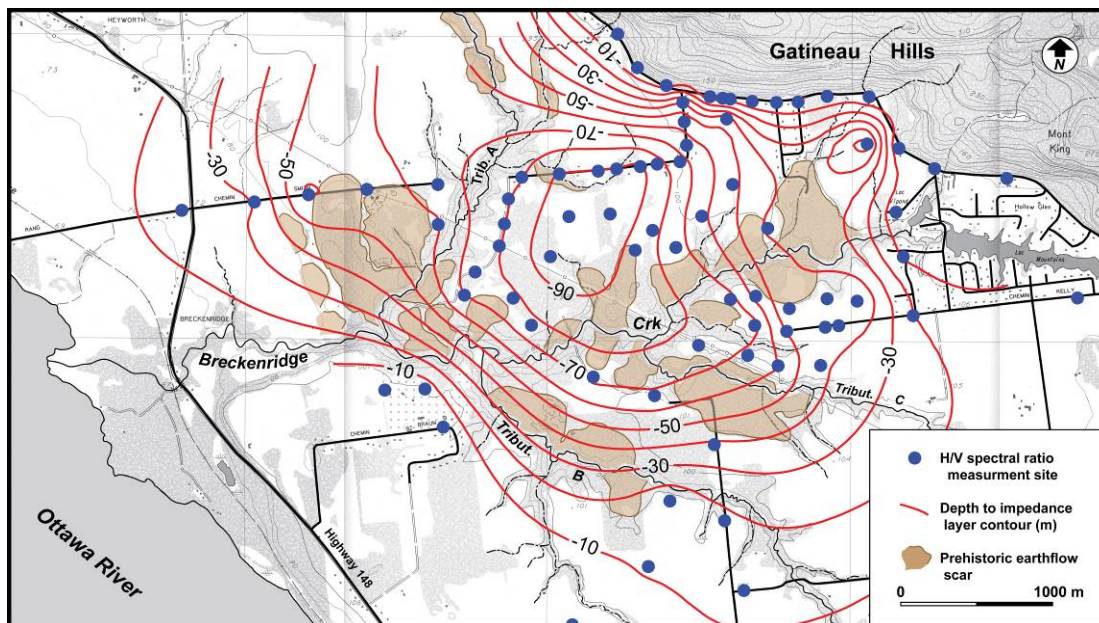 HEYWORTH
Gatineau
Hills
N
-10
-30
-50
-70
Mont
King
-30
-50
Trib. A
CHEMIN
RANG
Lac
Hollow Glen
Lac
Mountains
CHEMIN
KELLY
-90
BRECKENRIDGE
Breckenridge
Crk
-10
-70
-30
Tribut. C
-50
CHEMIN
BRAUN
Tribut.
B
-30
-10
Ottawa River
Highway 148
H/V spectral ratio
measurment site
Depth to impedance
layer contour (m)
Prehistoric earthflow
scar
0
1000 m